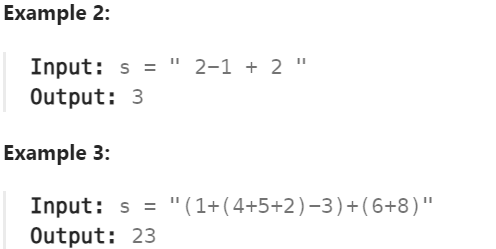 Example 2:
Input: s = " 2-1 + 2 "
Output: 3
Example 3:
Input: s = "(1+(4+5+2)-3)+(6+8)"
Output: 23